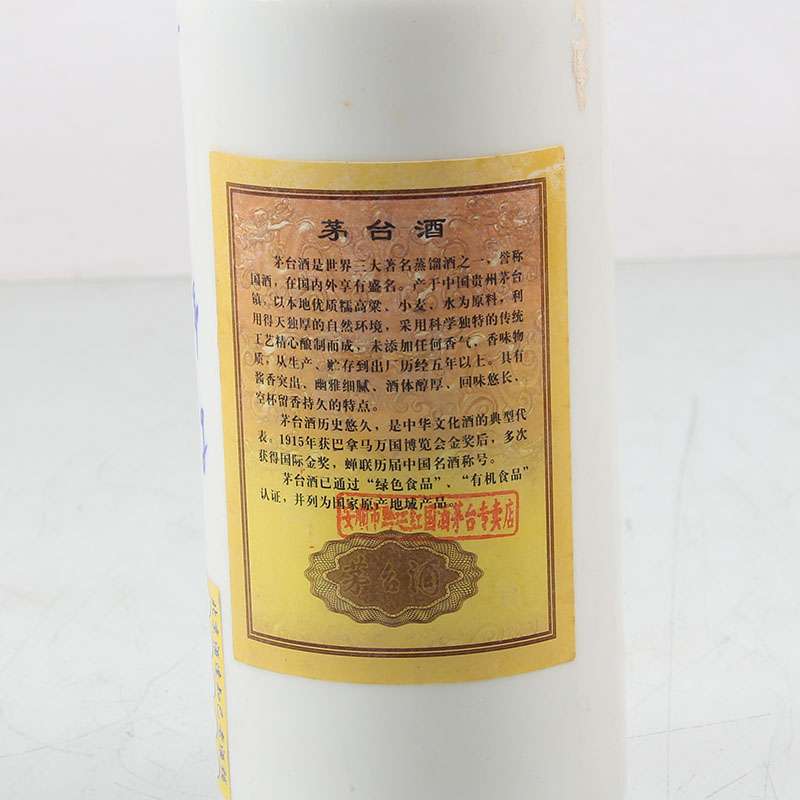 茅台酒
茅台酒是世界三大著名蒸馏酒之一，誉称
国酒，在国内外享有盛名。产于中国贵州茅台
镇，以本地优质糯高粱、小麦、水为原料，利
用得天独厚的自然环境，采用科学独特的传统
工艺精心酿制而成，未添加任何香气、香味物
质，从生产、贮存到出厂历经五年以上。具有
酱香突出、幽雅细腻、酒体醇厚、回味悠长，
空杯留香持久的特点。
茅台酒历史悠久，是中华文化酒的典型代
表。1915年获巴拿马万国博览会金奖后，多次
获得国际金奖，蝉联历届中国名酒称号。
茅台酒已通过“绿色食品”、“有机食品”
认证，并列为国家原产地域产品。
安顺市 红国酒茅台专卖店
茅台酒